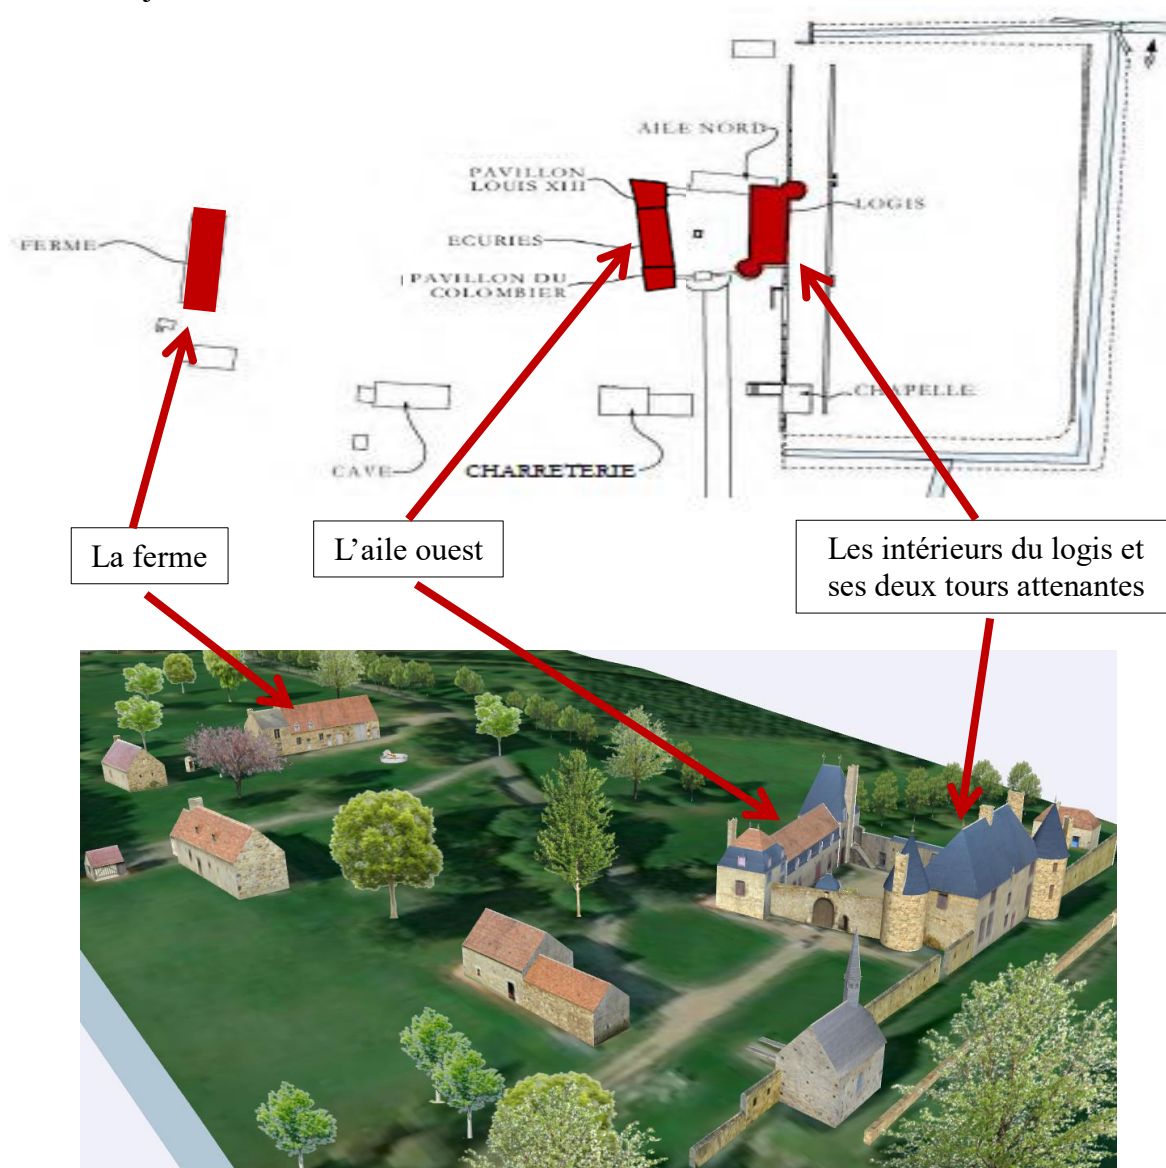 AILE NORD
PAVILLON
LOUIS XIII
LOGIS
FERME
ECURIES
PAVILLON DU
COLOMBIER
CHAPELLE
CAVE
CHARRETERIE
La ferme
L'aile ouest
Les intérieurs du logis et
ses deux tours attenantes